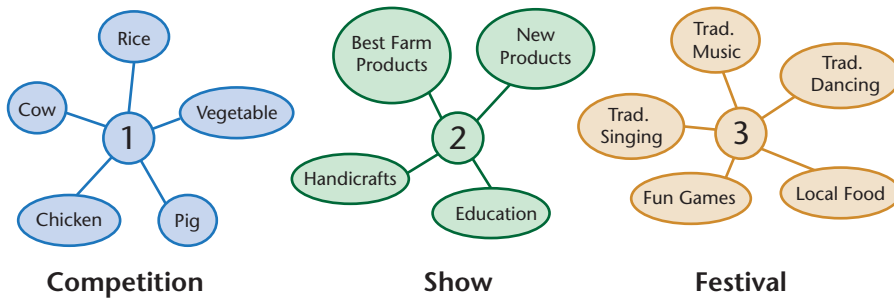 Rice
Cow
1
Vegetable
Chicken
Pig
Competition
Best Farm
Products
New
Products
2
Handicrafts
Education
Show
Trad.
Music
Trad.
Dancing
Trad.
Singing
3
Fun Games
Local Food
Festival